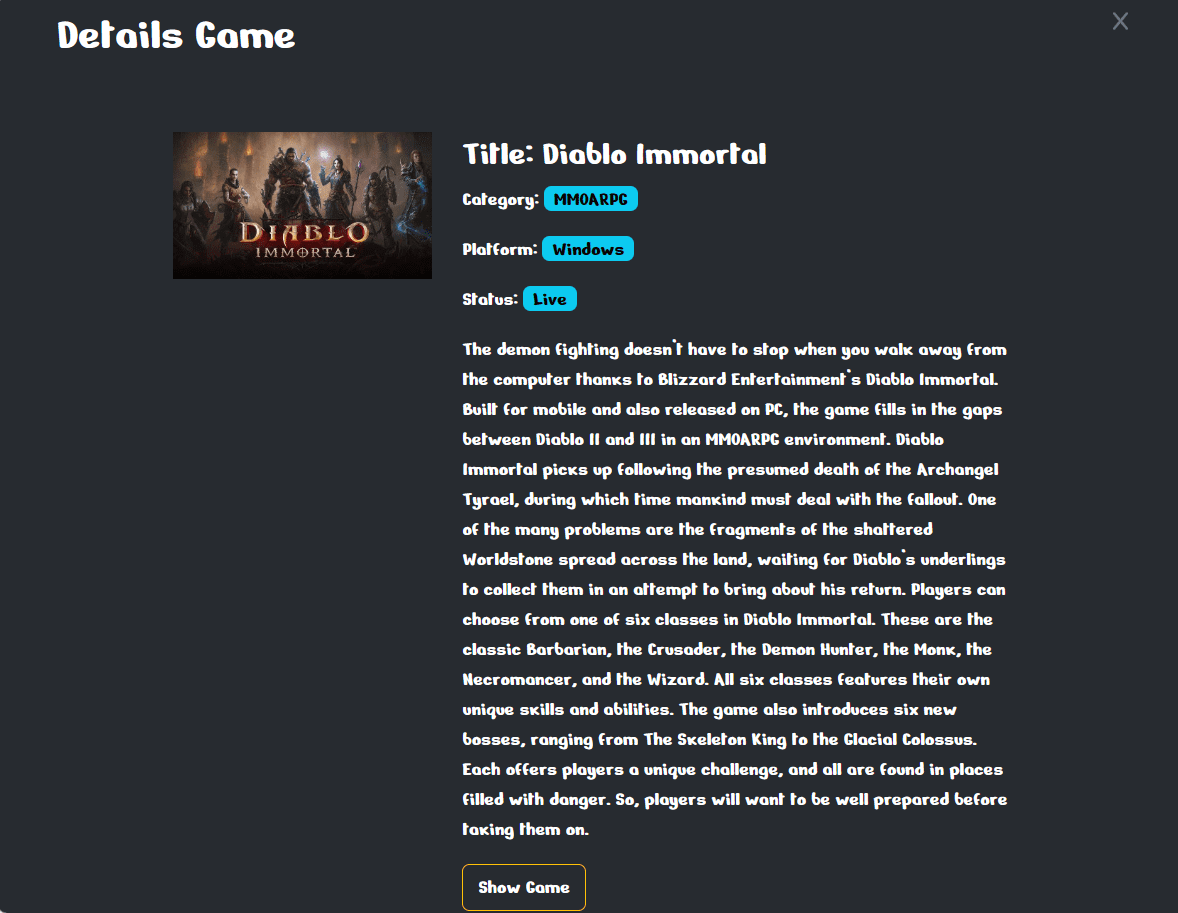 Details Game
DIABLO
IMMORTAL
Title: Diablo Immortal
Category: MMOARPG
Platform: Windows
Status: Live
The demon fighting doesn't have to stop when you walk away from
the computer thanks to Blizzard Entertainment's Diablo Immortal.
Built for mobile and also released on PC, the game fills in the gaps
between Diablo II and III in an MMOARPG environment. Diablo
Immortal picks up following the presumed death of the Archangel
Tyrael, during which time mankind must deal with the fallout. One
of the many problems are the fragments of the shattered
Worldstone spread across the land, waiting for Diablo's underlings
to collect them in an attempt to bring about his return. Players can
choose from one of six classes in Diablo Immortal. These are the
classic Barbarian, the Crusader, the Demon Hunter, the Monk, the
Necromancer, and the Wizard. All six classes features their own
unique skills and abilities. The game also introduces six new
bosses, ranging from The Skeleton King to the Glacial Colossus.
Each offers players a unique challenge, and all are found in places
filled with danger. So, players will want to be well prepared before
taking them on.
Show Game